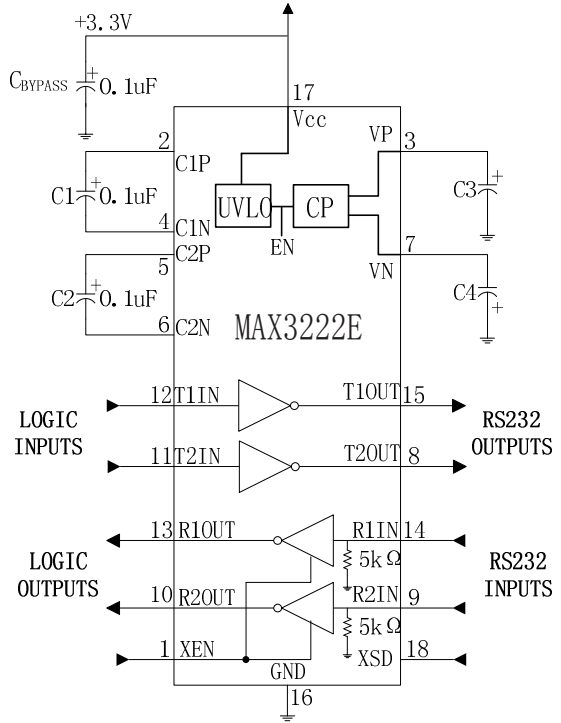 +3.3V
CBYPASS
+
0.1uF
17
Vcc
2
C1P
VP
3
C1
+
0.1uF
UVLO
CP
C3
+
4
C1N
EN
5
C2P
VN
7
C2
+
0.1uF
C4
+
6
C2N
MAX3222E
LOGIC
INPUTS
12
T1IN
T1OUT
15
RS232
OUTPUTS
11
T2IN
T2OUT
8
LOGIC
OUTPUTS
13
R1OUT
R1IN
14
5kΩ
RS232
INPUTS
10
R2OUT
R2IN
9
5kΩ
1
XEN
XSD
18
GND
16